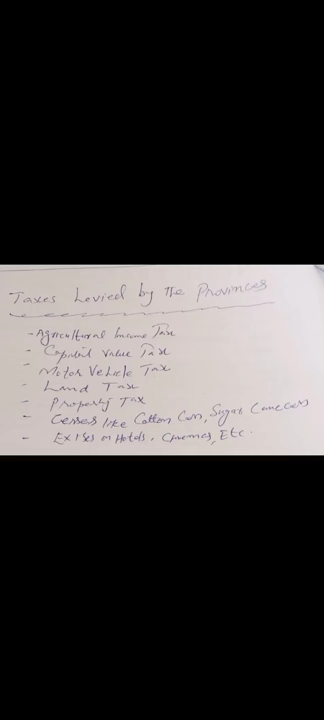 Taxes Levied by the Provinces
- Agricultural Income Tax
- Capital Value Tax
- Motor Vehicle Tax
- Land Tax
- Property Tax
- Cesses like Cotton Cess, Sugar Cane cess
- Exises on Hotels, Cinemas, Etc.